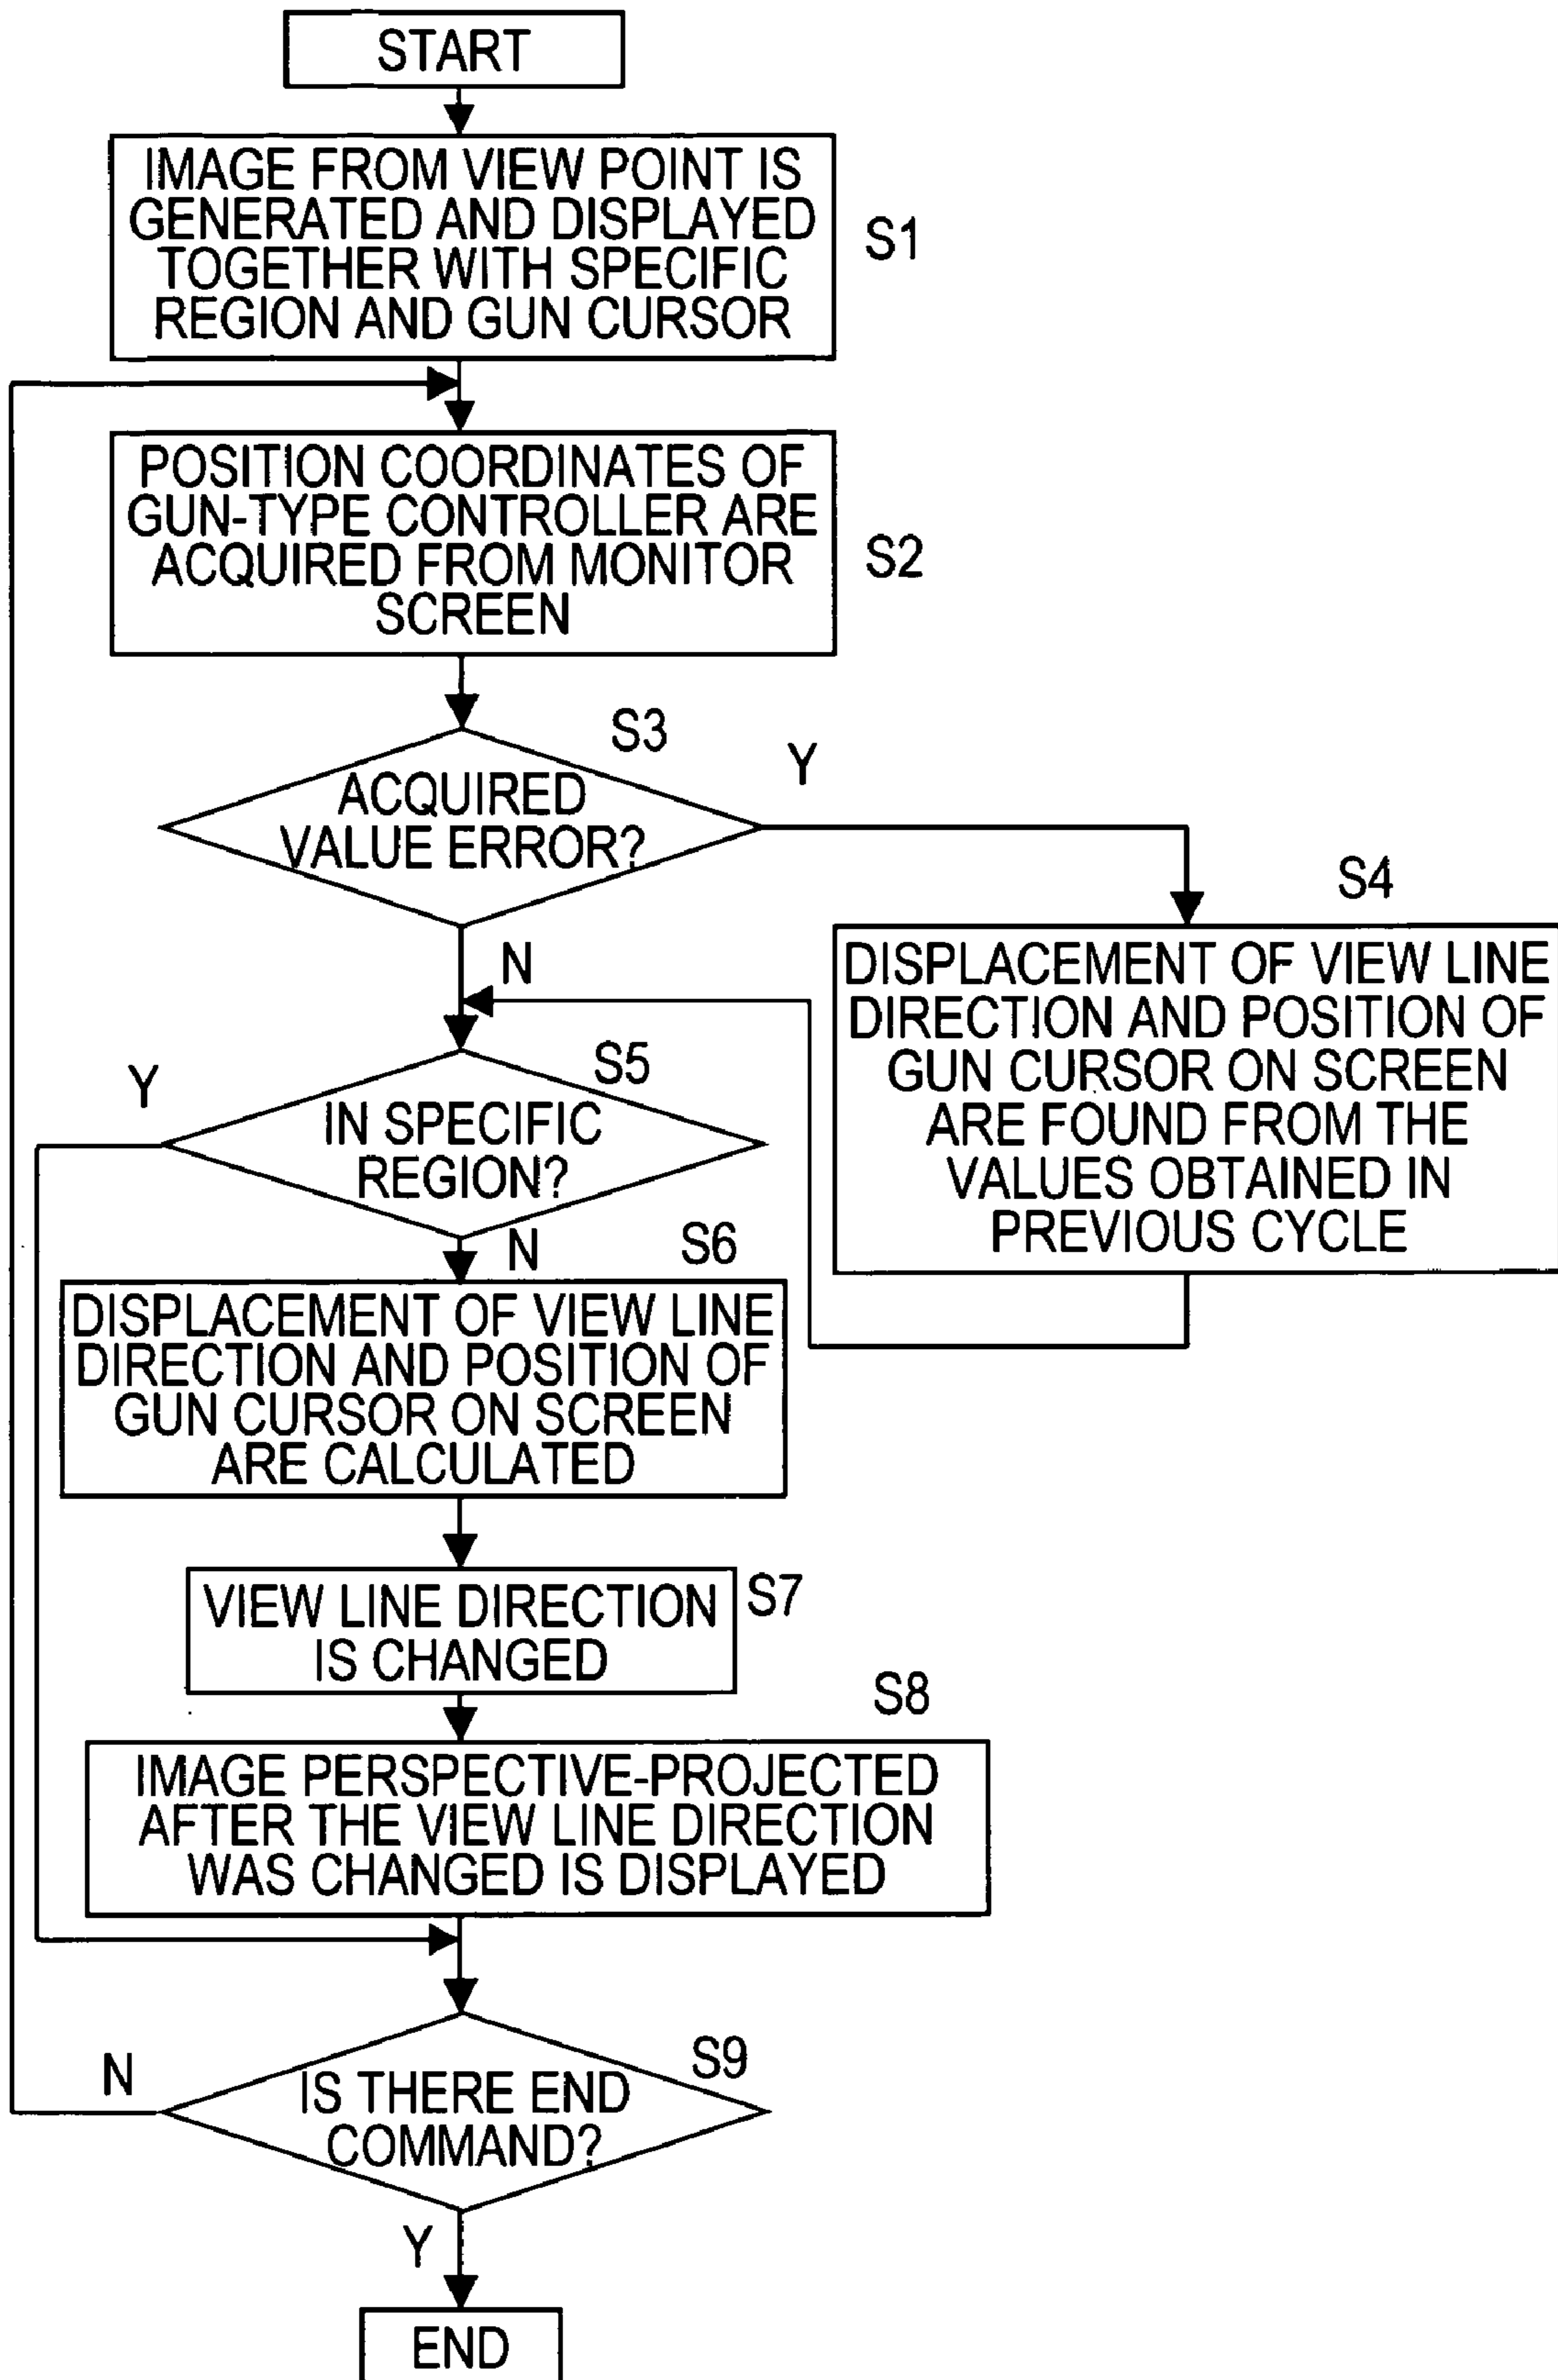 START
IMAGE FROM VIEW POINT IS
GENERATED AND DISPLAYED
TOGETHER WITH SPECIFIC
REGION AND GUN CURSOR
S1
POSITION COORDINATES OF
GUN-TYPE CONTROLLER ARE
ACQUIRED FROM MONITOR
SCREEN
S2
S3
ACQUIRED
VALUE ERROR?
Y
N
S4
DISPLACEMENT OF VIEW LINE
DIRECTION AND POSITION OF
GUN CURSOR ON SCREEN
ARE FOUND FROM THE
VALUES OBTAINED IN
PREVIOUS CYCLE
S5
Y
IN SPECIFIC
REGION?
N
S6
DISPLACEMENT OF VIEW LINE
DIRECTION AND POSITION OF
GUN CURSOR ON SCREEN
ARE CALCULATED
VIEW LINE DIRECTION
IS CHANGED
S7
S8
IMAGE PERSPECTIVE-PROJECTED
AFTER THE VIEW LINE DIRECTION
WAS CHANGED IS DISPLAYED
N
S9
IS THERE END
COMMAND?
Y
END